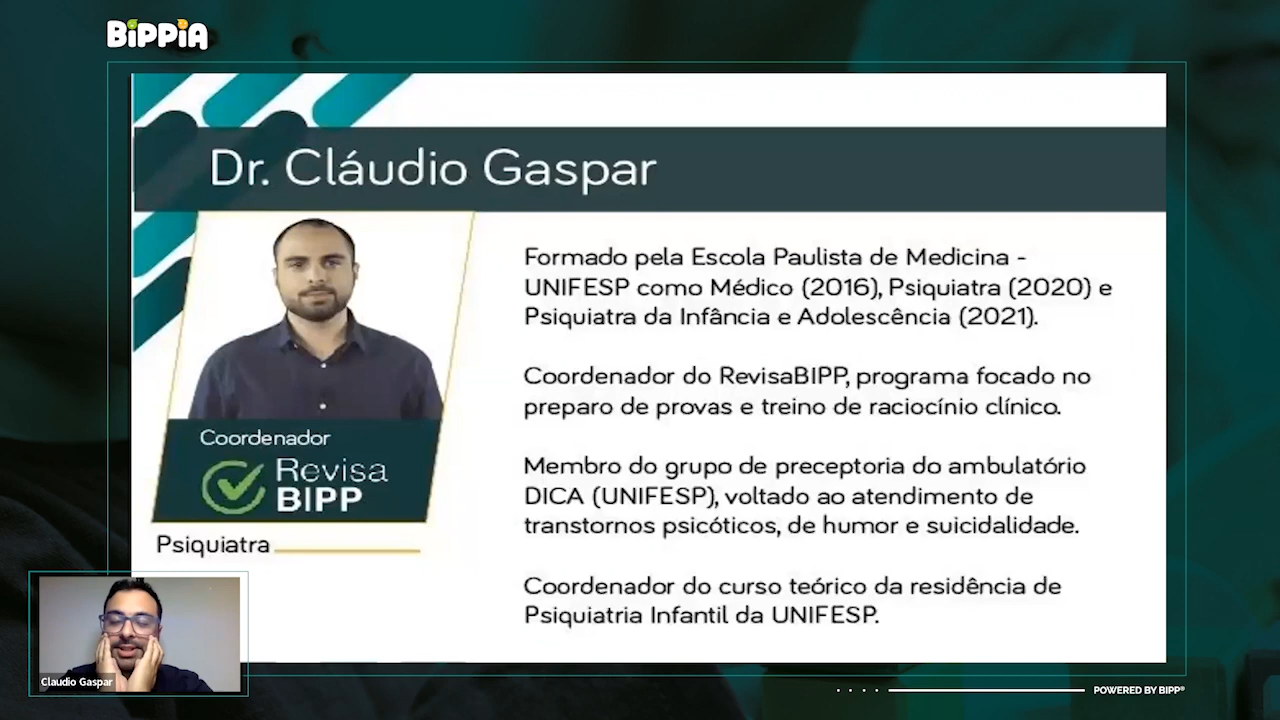 BiPPiA
Dr. Cláudio Gaspar
Formado pela Escola Paulista de Medicina -
UNIFESP como Médico (2016), Psiquiatra (2020) e
Psiquiatra da Infância e Adolescência (2021).
Coordenador do RevisaBIPP, programa focado no
preparo de provas e treino de raciocínio clínico.
Membro do grupo de preceptoria do ambulatório
DICA (UNIFESP), voltado ao atendimento de
transtornos psicóticos, de humor e suicidalidade.
Coordenador do curso teórico da residência de
Psiquiatria Infantil da UNIFESP.
Coordenador
Revisa
BIPP
Psiquiatra
Claudio Gaspar
POWERED BY BIPP®